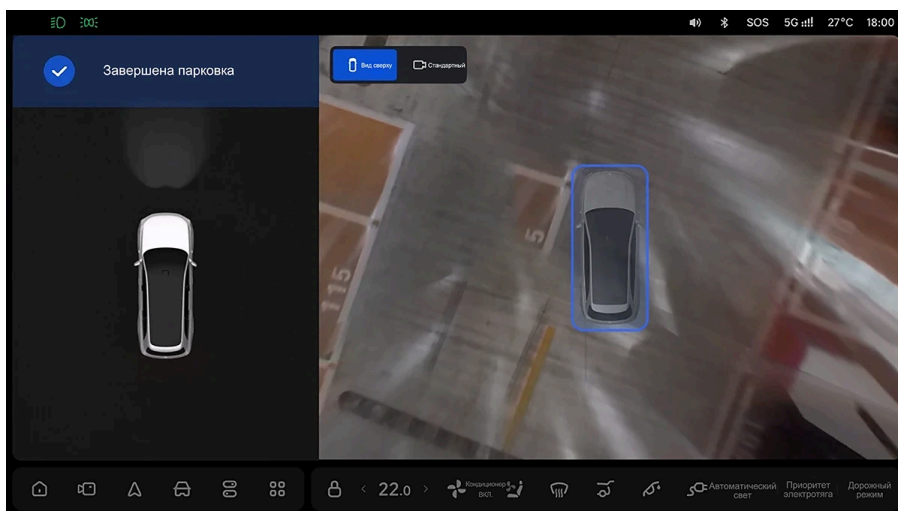 SOS 5G 27°C 18:00
Завершена парковка
Вид сверху
Стандартный
5
115
22.0
Кондиционер
вкл.
Автоматический
свет
Приоритет
электротяга
Дорожный
режим